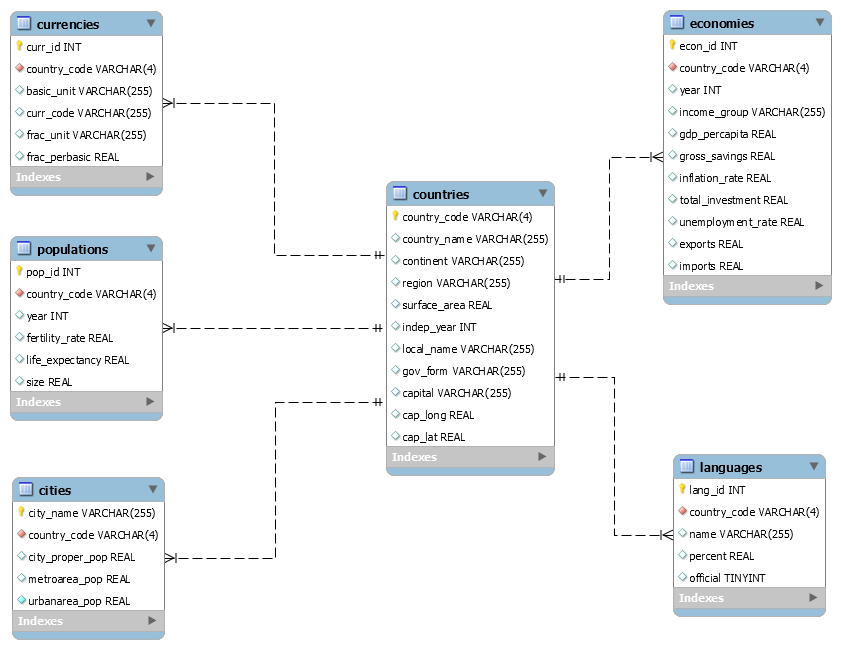 currencies
curr_id INT
country_code VARCHAR(4)
basic_unit VARCHAR(255)
curr_code VARCHAR(255)
frac_unit VARCHAR(255)
frac_perbasic REAL
Indexes
populations
pop_id INT
country_code VARCHAR(4)
year INT
fertility_rate REAL
life_expectancy REAL
size REAL
Indexes
cities
city_name VARCHAR(255)
country_code VARCHAR(4)
city_proper_pop REAL
metroarea_pop REAL
urbanarea_pop REAL
Indexes
countries
country_code VARCHAR(4)
country_name VARCHAR(255)
continent VARCHAR(255)
region VARCHAR(255)
surface_area REAL
indep_year INT
local_name VARCHAR(255)
gov_form VARCHAR(255)
capital VARCHAR(255)
cap_long REAL
cap_lat REAL
Indexes
economies
econ_id INT
country_code VARCHAR(4)
year INT
income_group VARCHAR(255)
gdp_percapita REAL
gross_savings REAL
inflation_rate REAL
total_investment REAL
unemployment_rate REAL
exports REAL
imports REAL
Indexes
languages
lang_id INT
country_code VARCHAR(4)
name VARCHAR(255)
percent REAL
official TINYINT
Indexes